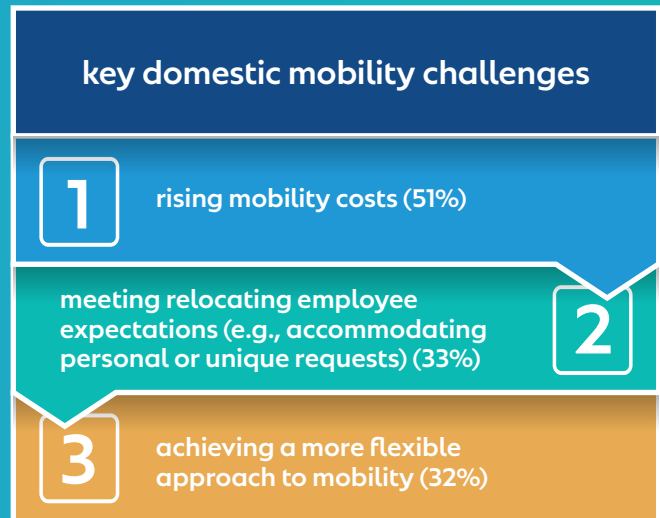 key domestic mobility challenges
1
rising mobility costs (51%)
meeting relocating employee
expectations (e.g., accommodating
personal or unique requests) (33%)
2
3
achieving a more flexible
approach to mobility (32%)